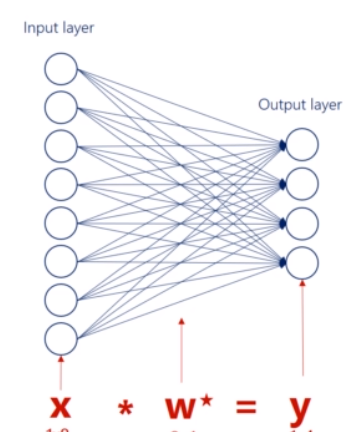 Input layer
Output layer
x * w* = y